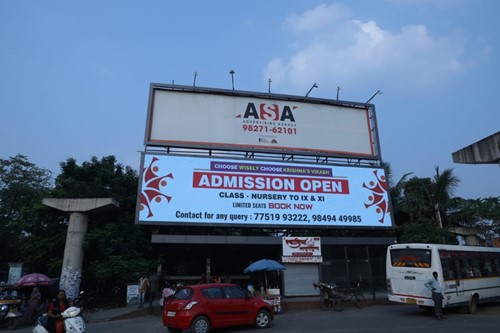 ASA
ADVERTISING AGENCY
98271-62101
CHOOSE WISELY CHOOSE KRISHNA'S VIKASH
ADMISSION OPEN
CLASS - NURSERY TO IX & XI
LIMITED SEATS BOOK NOW
Contact for any query : 77519 93222, 98494 49985